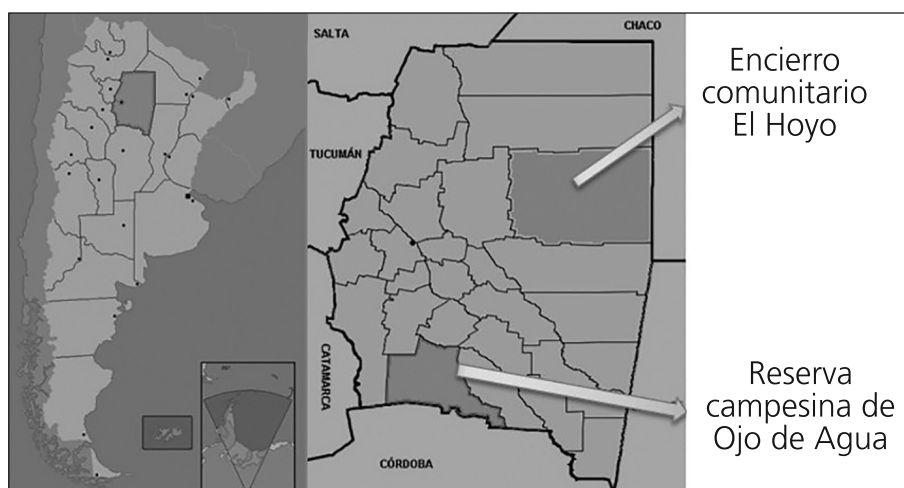 SALTA
CHACO
TUCUMÁN
CATAMARCA
CÓRDOBA
Encierro
comunitario
El Hoyo
Reserva
campesina de
Ojo de Agua